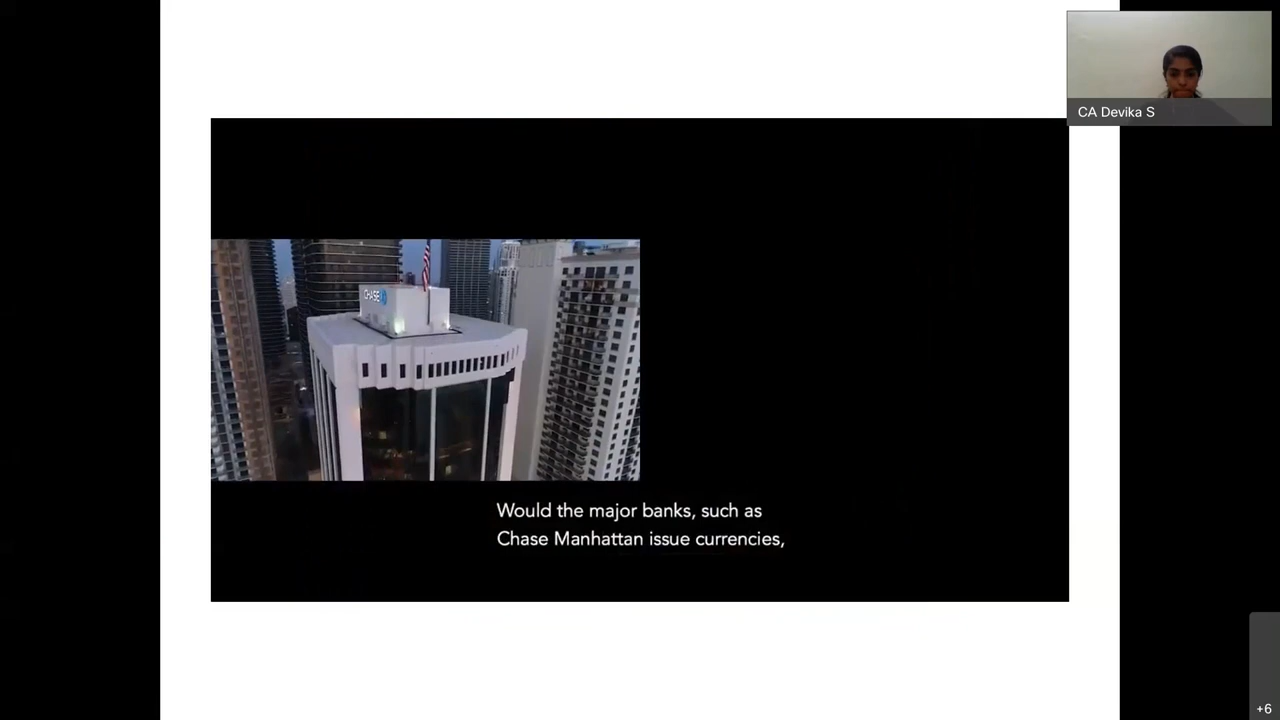 CA Devika S
CHASE
Would the major banks, such as
Chase Manhattan issue currencies,
+6